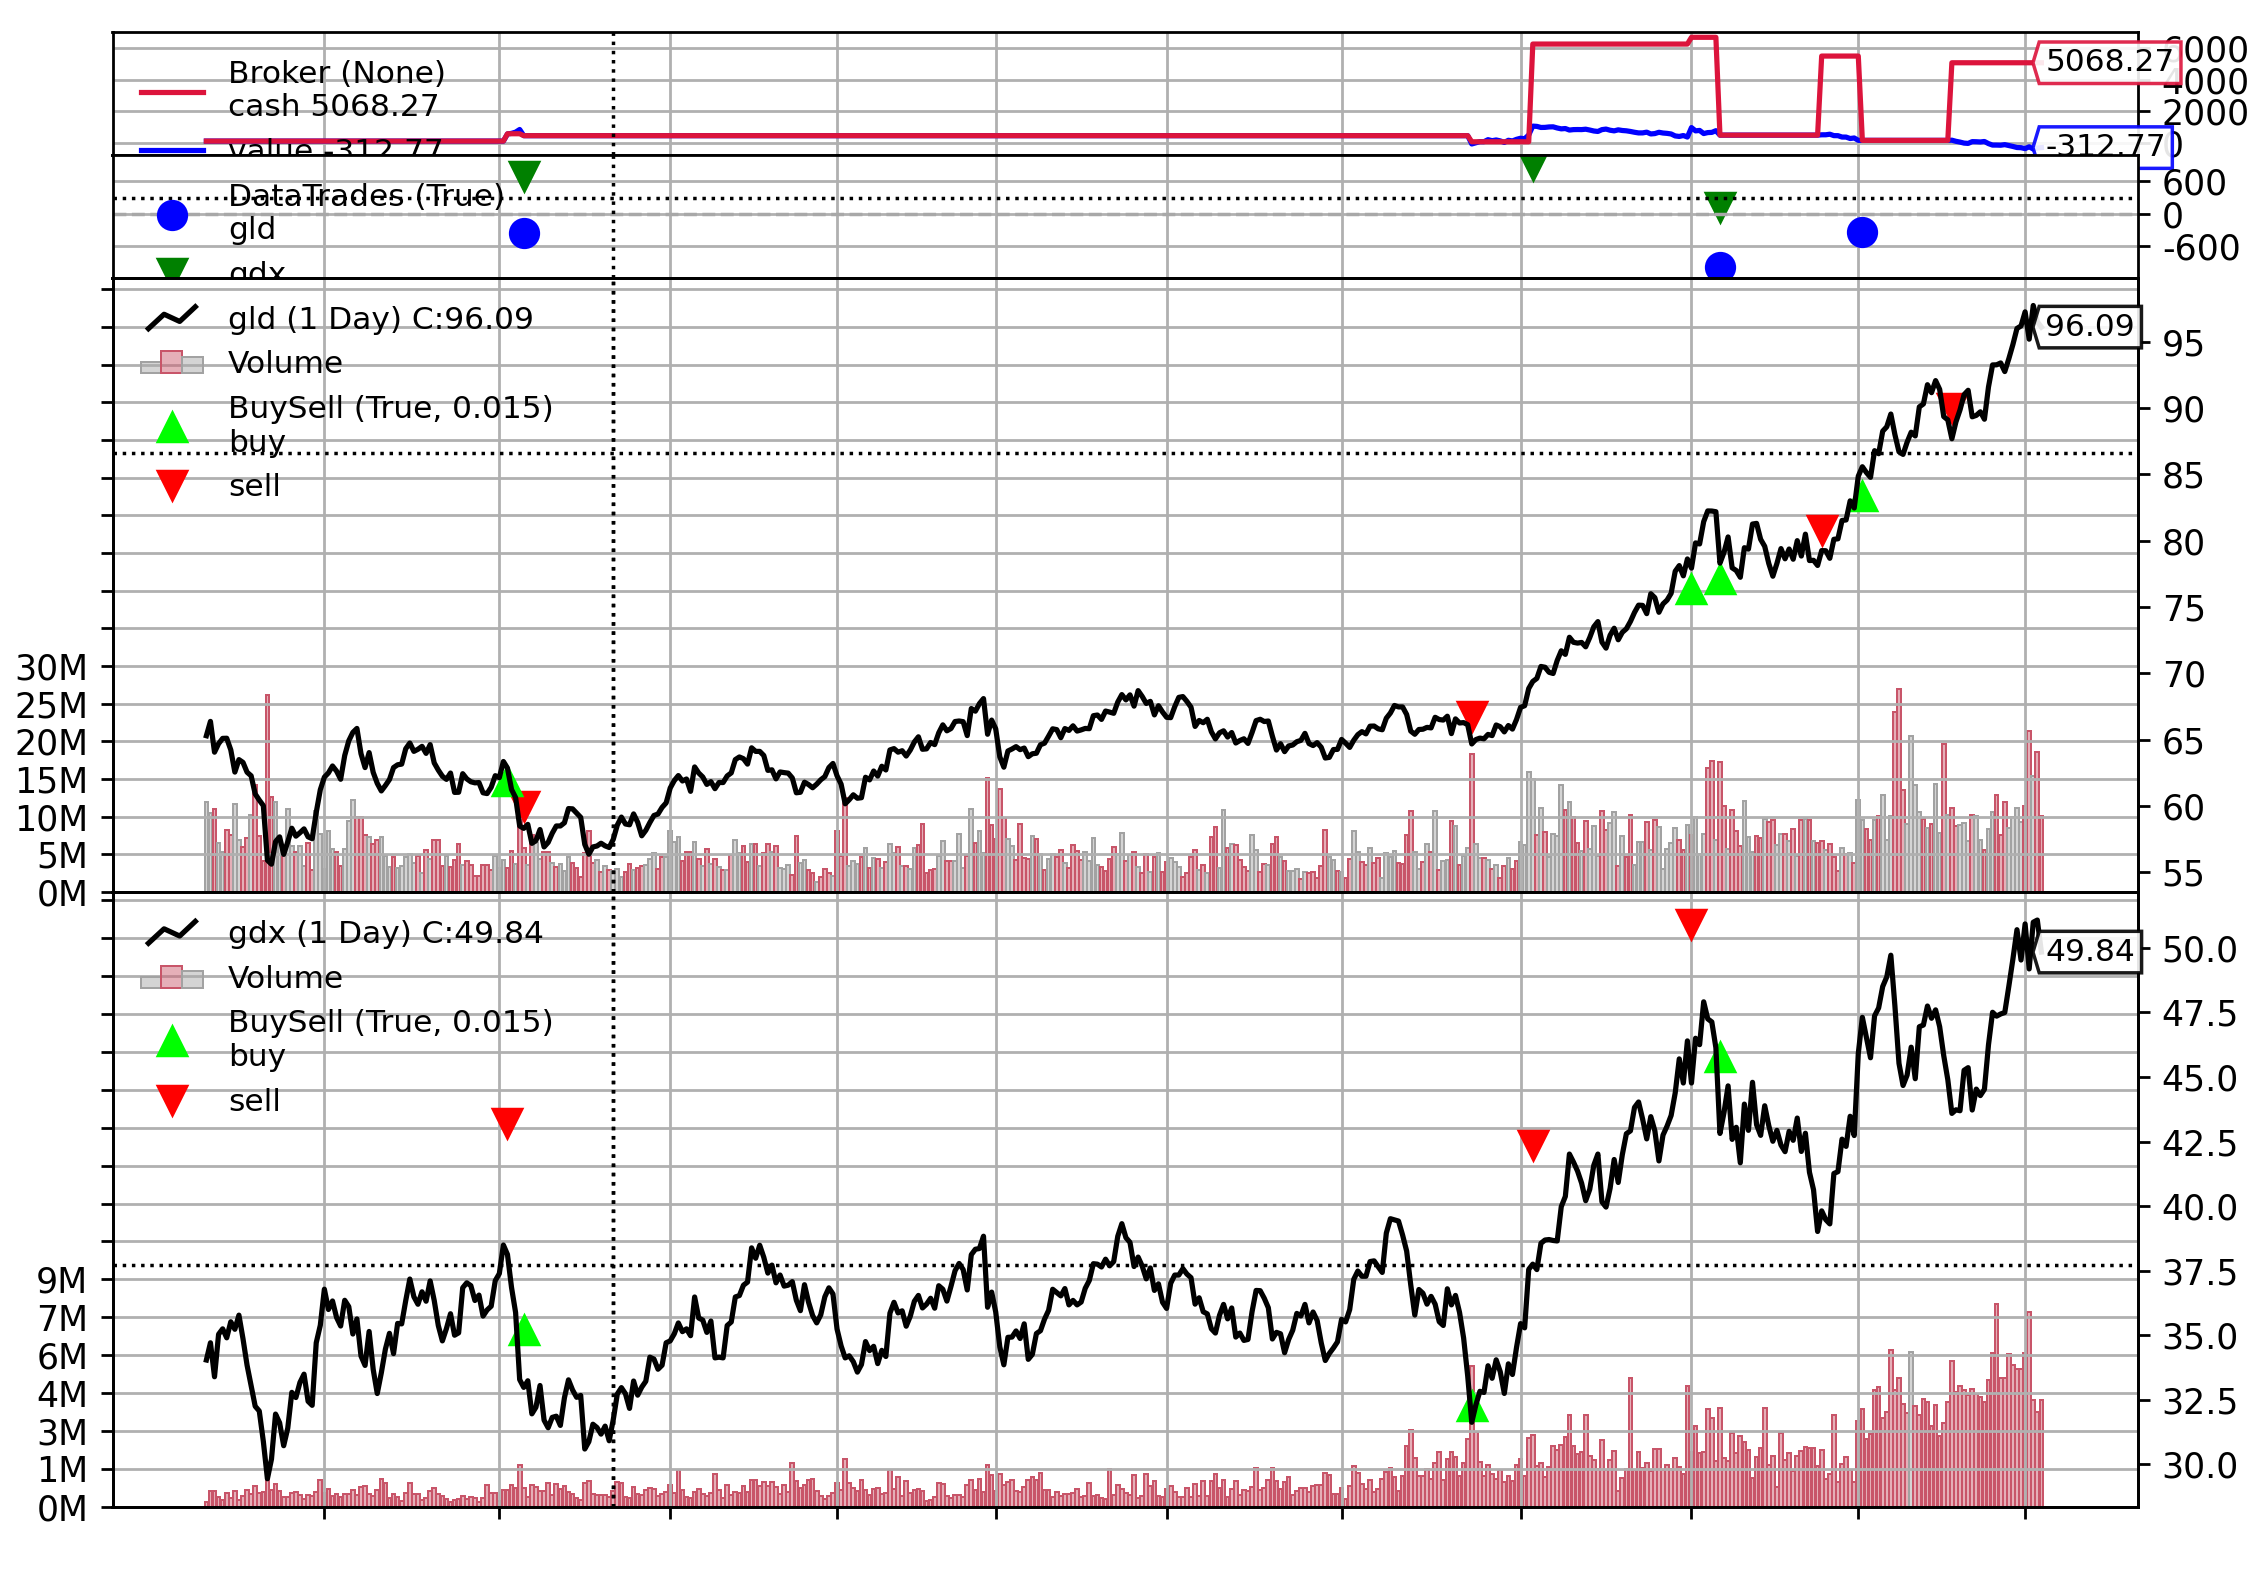 Broker (None)
cash 5068.27
value -312.77
6000
4000
2000
0
5068.27
-312.77
DataTrades (True)
gld
gdx
600
0
-600
gld (1 Day) C:96.09
Volume
BuySell (True, 0.015)
buy
sell
96.09
95
90
85
80
75
70
65
60
55
30M
25M
20M
15M
10M
5M
0M
gdx (1 Day) C:49.84
Volume
BuySell (True, 0.015)
buy
sell
49.84
50.0
47.5
45.0
42.5
40.0
37.5
35.0
32.5
30.0
9M
7M
6M
4M
3M
1M
0M